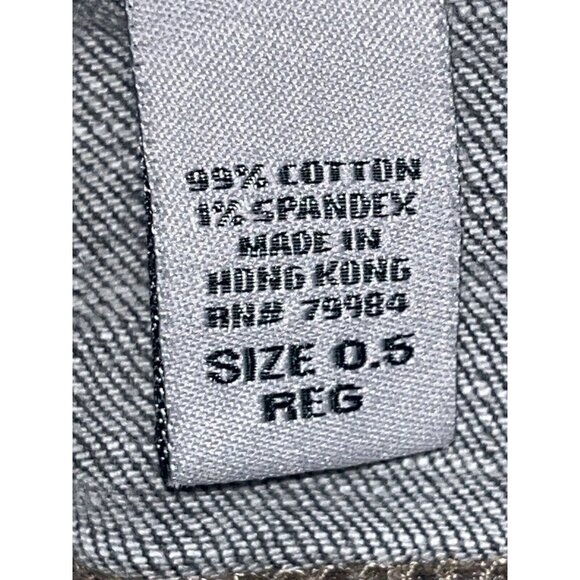 99% COTTON
1% SPANDEX
MADE IN
HONG KONG
RN# 79984
SIZE 0.5
REG